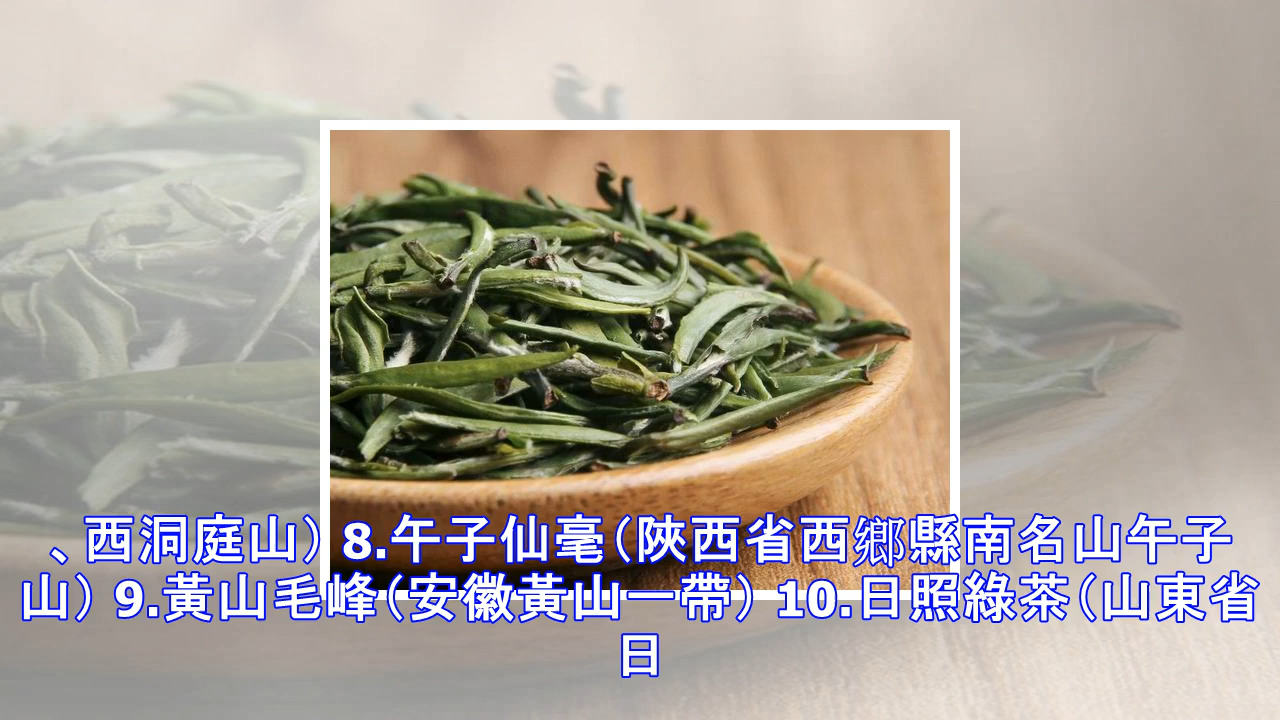 、西洞庭山) 8.午子仙毫(陝西省西鄉縣南名山午子
山) 9.黃山毛峰(安徽黃山一帶) 10.日照綠茶(山東省
日